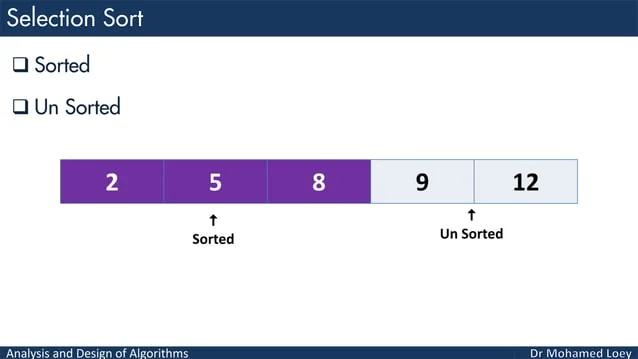 Selection Sort
Sorted
Un Sorted
2 5 8 9 12
Sorted
Un Sorted
Analysis and Design of Algorithms Dr Mohamed Loey